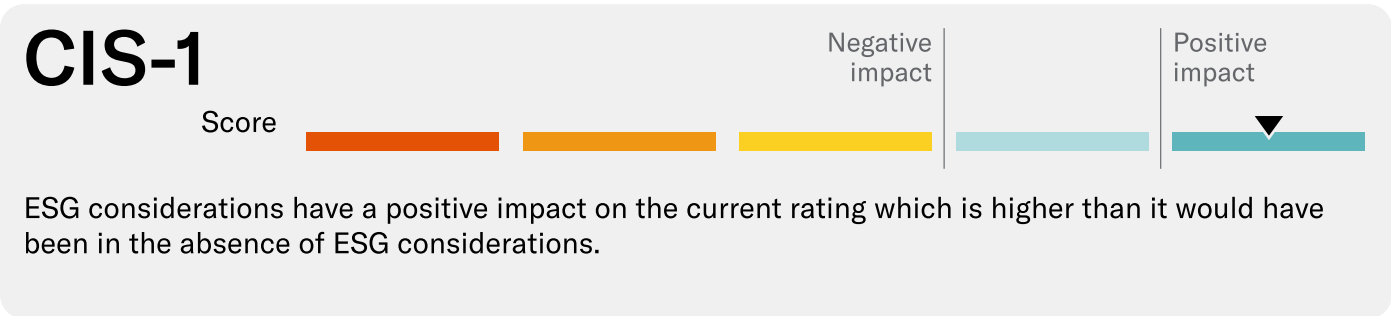 CIS-1
Negative
impact
Positive
impact
Score
ESG considerations have a positive impact on the current rating which is higher than it would have
been in the absence of ESG considerations.